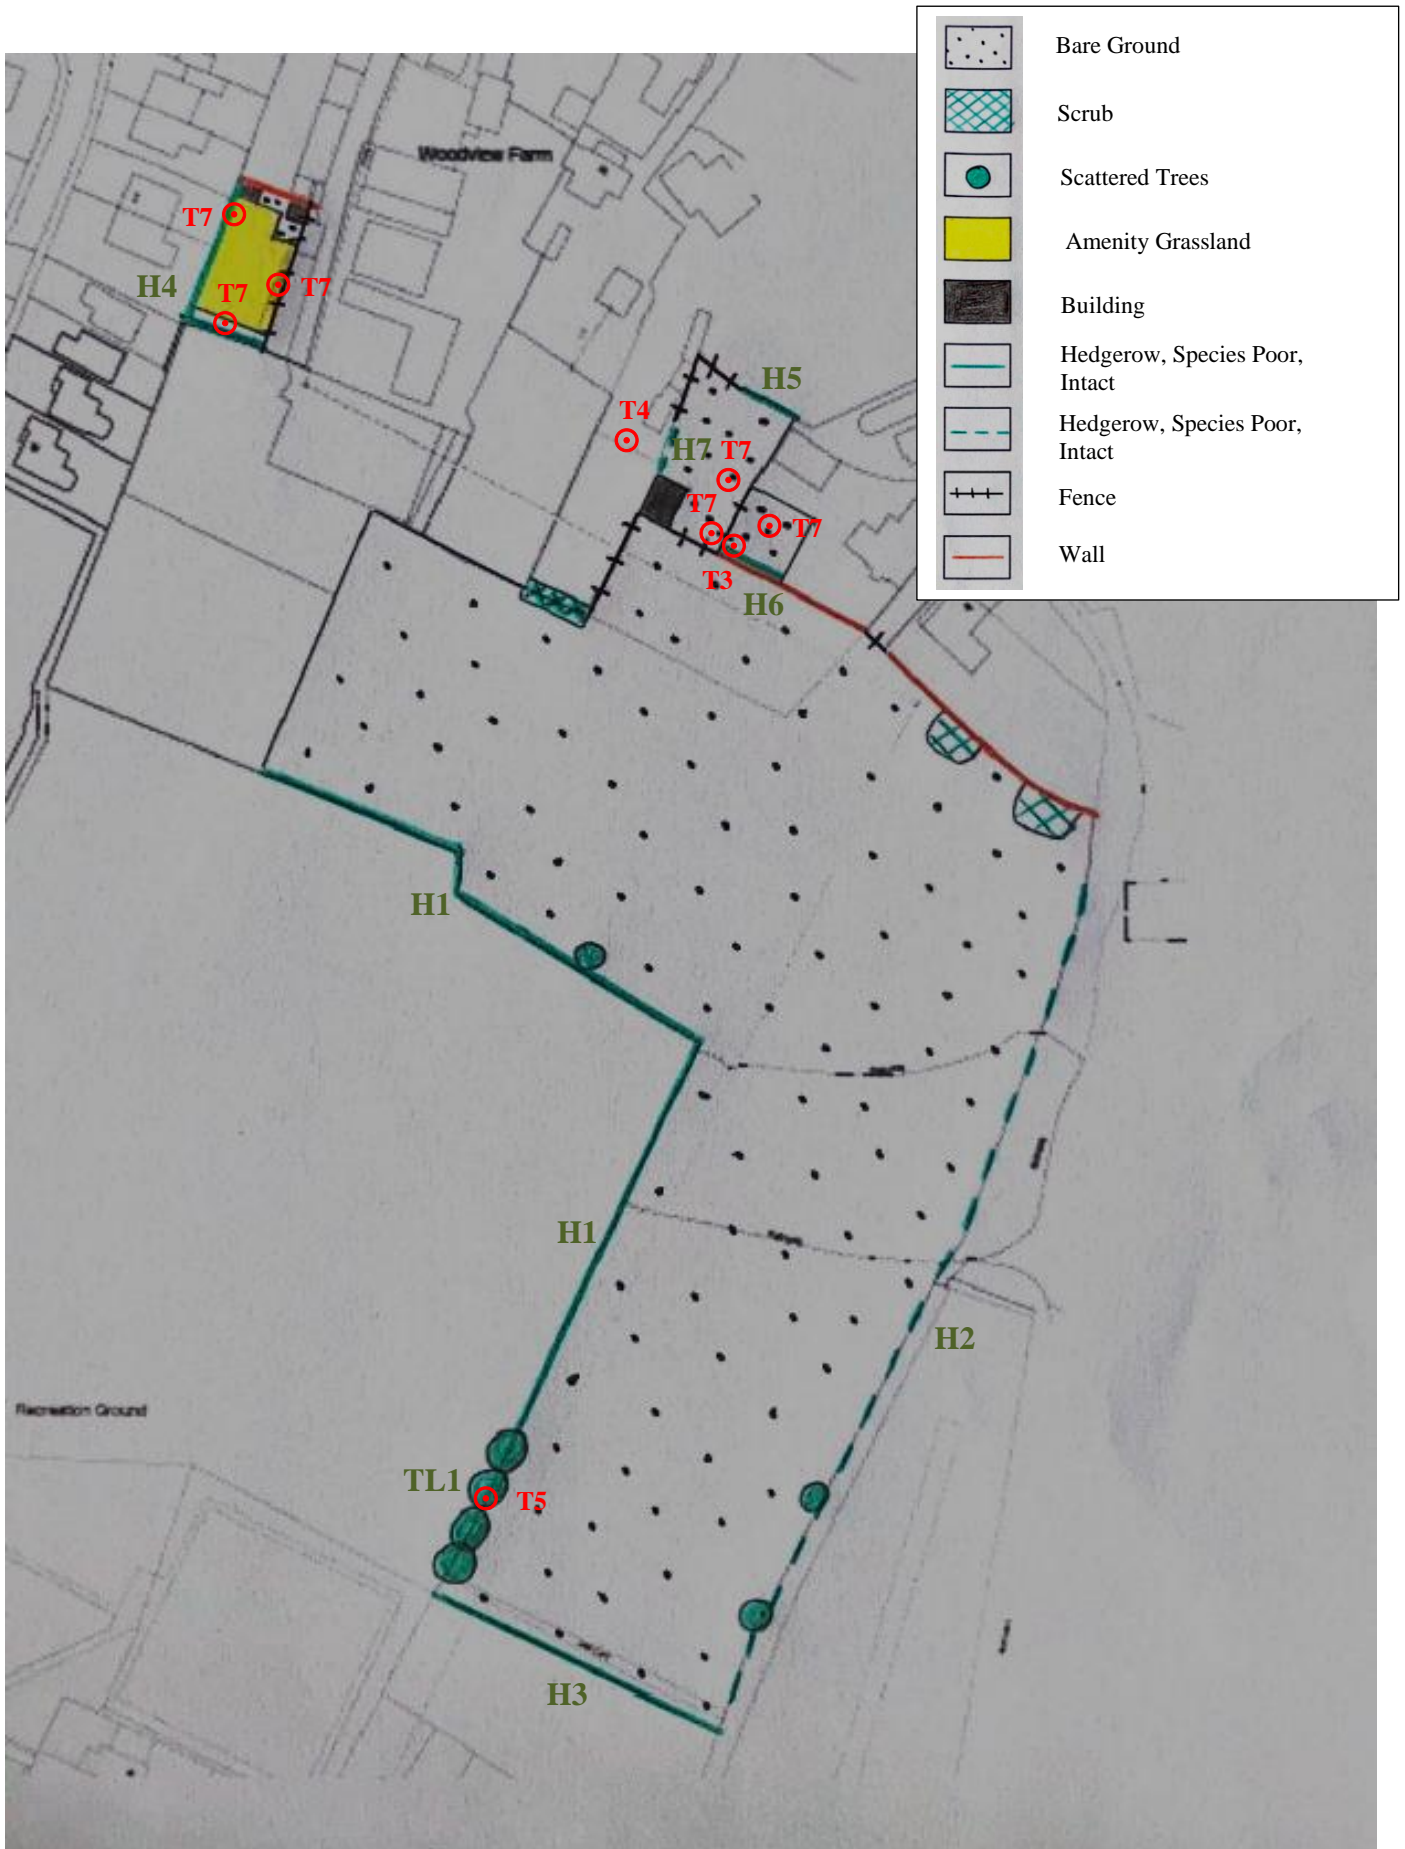 Bare Ground
Scrub
Scattered Trees
Amenity Grassland
Building
Hedgerow, Species Poor,
Intact
Hedgerow, Species Poor,
Intact
Fence
Wall
Woodview Farm
T7
H4
T7
T7
H5
T4
H7
T7
T7
T7
T3
H6
H1
H1
H2
Recreation Ground
TL1
T5
H3